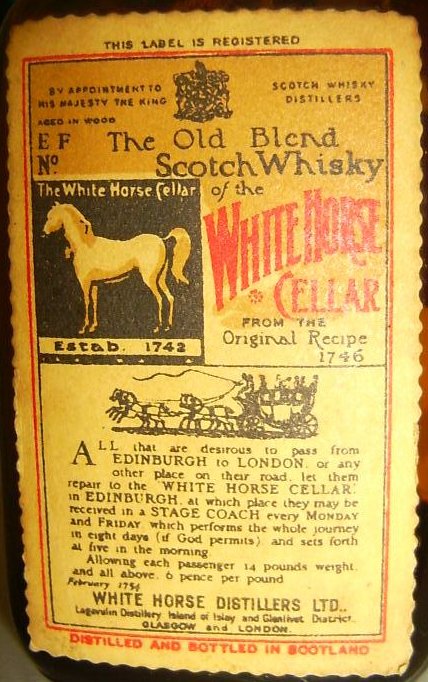 THIS LABEL IS REGISTERED
BY APPOINTMENT TO
HIS MAJESTY THE KING
SCOTCH WHISKY
DISTILLERS
AGED IN WOOD
E F
Nº
The Old Blend
Scotch Whisky
of the
The White Horse Cellar
WHITE HORSE
CELLAR
FROM THE
Original Recipe
1746
Estab. 1742
ALL that are desirous to pass from
EDINBURGH to LONDON, or any
other place on their road, let them
repair to the "WHITE HORSE CELLAR"
in EDINBURGH, at which place they may be
received in a STAGE COACH every MONDAY
and FRIDAY which performs the whole journey
in eight days (if God permits) and sets forth
at five in the morning.
Allowing each passenger 14 pounds weight,
and all above, 6 pence per pound
February 1754
WHITE HORSE DISTILLERS LTD.,
Lagavulin Distillery Island of Islay and Glenlivet District.
GLASGOW and LONDON.
DISTILLED AND BOTTLED IN SCOTLAND